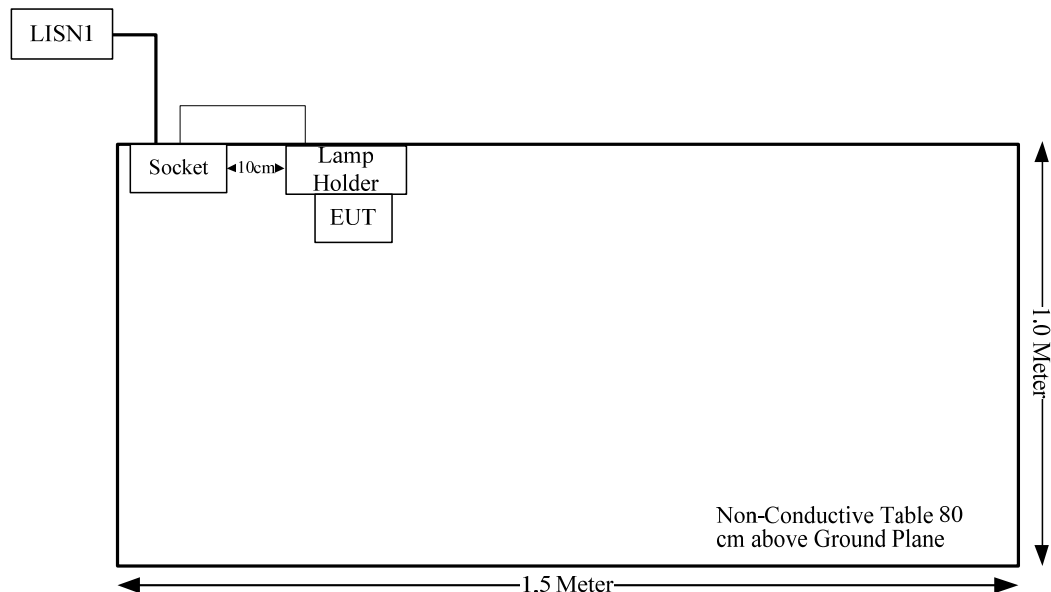 LISN1
Socket
10cm
Lamp
Holder
EUT
1.0 Meter
Non-Conductive Table 80
cm above Ground Plane
1.5 Meter